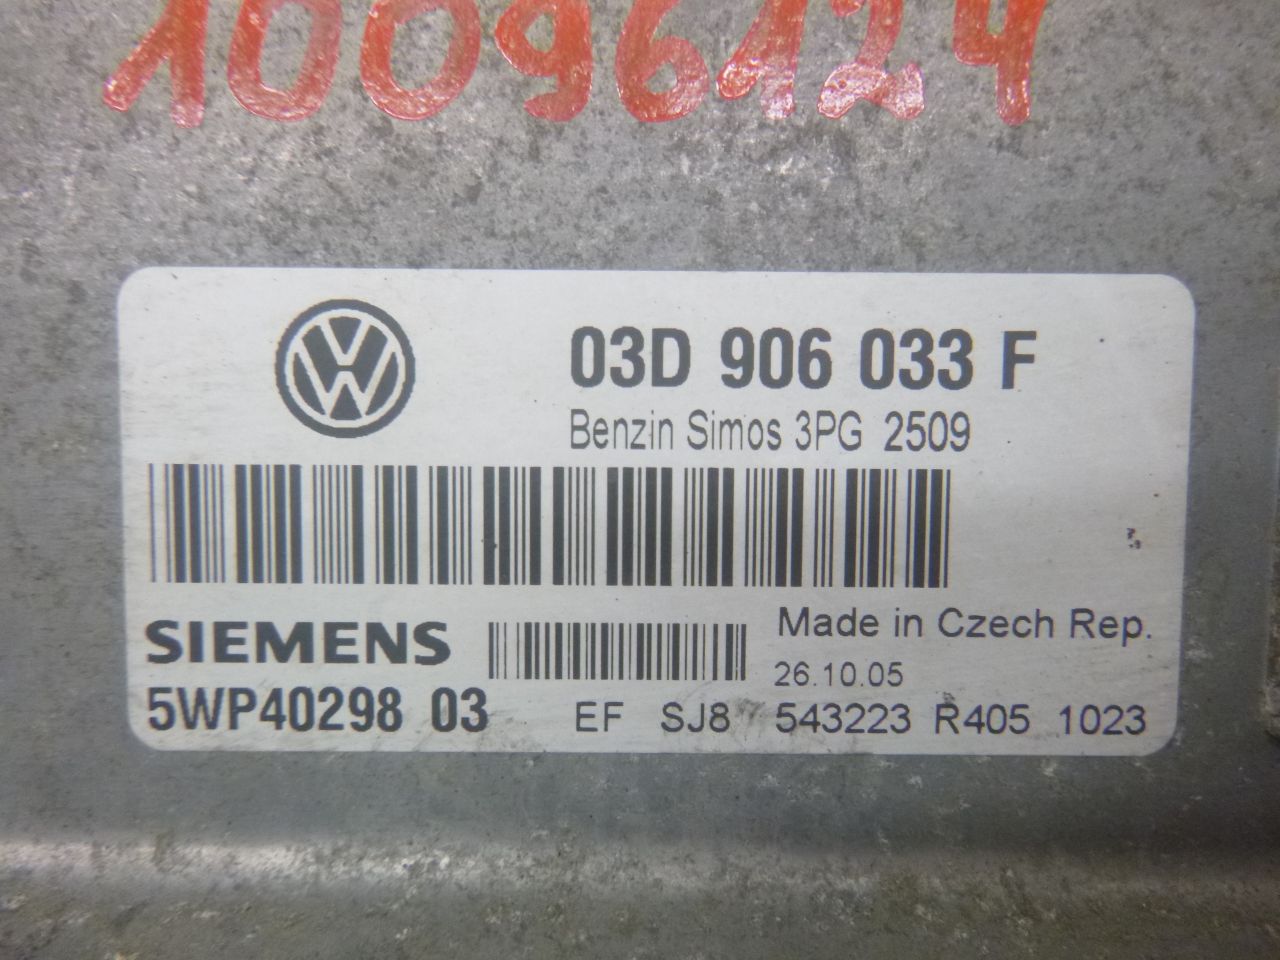 10096124
03D 906 033 F
Benzin Simos 3PG 2509
SIEMENS
Made in Czech Rep.
26.10.05
5WP40298 03
EF SJ8 543223 R405 1023